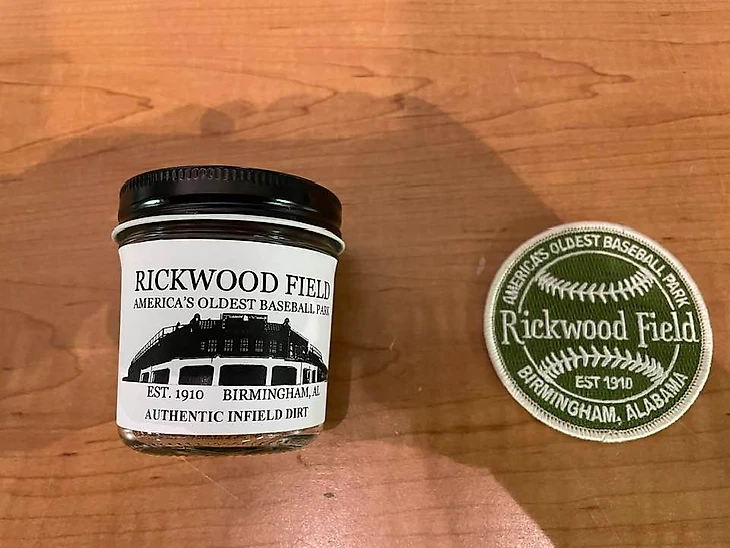 RICKWOOD FIELD
AMERICA'S OLDEST BASEBALL PARK
EST. 1910 BIRMINGHAM, AL
AUTHENTIC INFIELD DIRT
AMERICA'S OLDEST BASEBALL PARK
Rickwood Field
EST 1910
BIRMINGHAM, ALABAMA